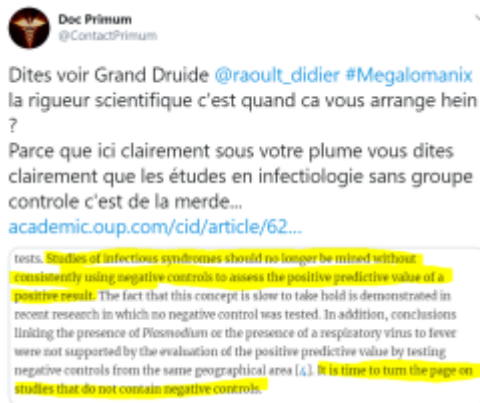 Doc Primum
@ContactPrimum
Dites voir Grand Druide @raoult_didier #Megalomanix
la rigueur scientifique c'est quand ca vous arrange hein
?
Parce que ici clairement sous votre plume vous dites
clairement que les études en infectiologie sans groupe
controle c'est de la merde...
academic.oup.com/cid/article/62...
tests. Studies of infectious syndromes should no longer be mined without
consistently using negative controls to assess the positive predictive value of a
positive result. The fact that this concept is slow to take hold is demonstrated in
recent research in which no negative control was tested. In addition, conclusions
linking the presence of Plasmodium or the presence of a respiratory virus to fever
were not supported by the evaluation of the positive predictive value by testing
negative controls from the same geographical area [4]. It is time to turn the page on
studies that do not contain negative controls.